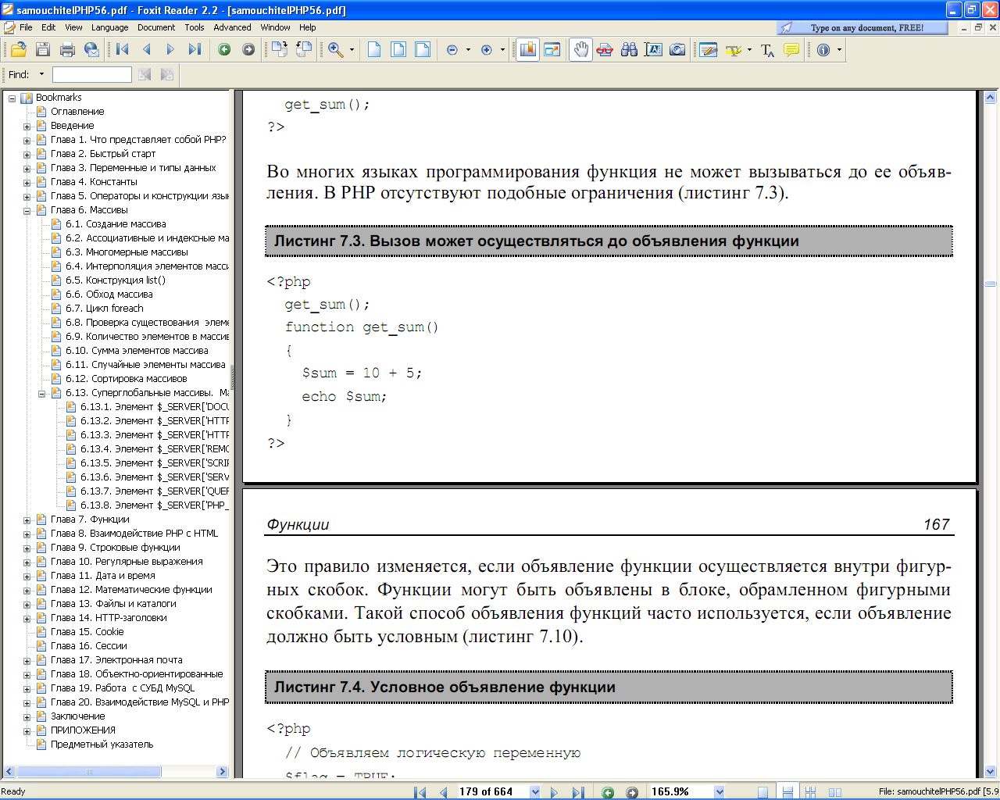 samouchitelPHP56.pdf - Foxit Reader 2.2 - [samouchitelPHP56.pdf]
File Edit View Language Document Tools Advanced Window Help
Type on any document, FREE!
Find:
Bookmarks
Оглавление
Введение
Глава 1. Что представляет собой PHP?
Глава 2. Быстрый старт
Глава 3. Переменные и типы данных
Глава 4. Константы
Глава 5. Операторы и конструкции язы
Глава 6. Массивы
6.1. Создание массива
6.2. Ассоциативные и индексные ма
6.3. Многомерные массивы
6.4. Интерполяция элементов масси
6.5. Конструкция list()
6.6. Обход массива
6.7. Цикл foreach
6.8. Проверка существования элеме
6.9. Количество элементов в массив
6.10. Сумма элементов массива
6.11. Случайные элементы массива
6.12. Сортировка массивов
6.13. Суперглобальные массивы. Ма
6.13.1. Элемент $_SERVER['DOCU
6.13.2. Элемент $_SERVER['HTTP
6.13.3. Элемент $_SERVER['HTTP
6.13.4. Элемент $_SERVER['REMO
6.13.5. Элемент $_SERVER['SCRI
6.13.6. Элемент $_SERVER['SERV
6.13.7. Элемент $_SERVER['QUER
6.13.8. Элемент $_SERVER['PHP_
Глава 7. Функции
Глава 8. Взаимодействие PHP с HTML
Глава 9. Строковые функции
Глава 10. Регулярные выражения
Глава 11. Дата и время
Глава 12. Математические функции
Глава 13. Файлы и каталоги
Глава 14. HTTP-заголовки
Глава 15. Cookie
Глава 16. Сессии
Глава 17. Электронная почта
Глава 18. Объектно-ориентированные
Глава 19. Работа с СУБД MySQL
Глава 20. Взаимодействие MySQL и PHP
Заключение
ПРИЛОЖЕНИЯ
Предметный указатель
get_sum();
?>
Во многих языках программирования функция не может вызываться до ее объяв-
ления. В PHP отсутствуют подобные ограничения (листинг 7.3).
Листинг 7.3. Вызов может осуществляться до объявления функции
<?php
get_sum();
function get_sum()
{
$sum = 10 + 5;
echo $sum;
}
?>
Функции 167
Это правило изменяется, если объявление функции осуществляется внутри фигур-
ных скобок. Функции могут быть объявлены в блоке, обрамленном фигурными
скобками. Такой способ объявления функций часто используется, если объявление
должно быть условным (листинг 7.10).
Листинг 7.4. Условное объявление функции
<?php
// Объявляем логическую переменную
$flag = TRUE;
Ready 179 of 664 165.9% File: samouchitelPHP56.pdf [5.9